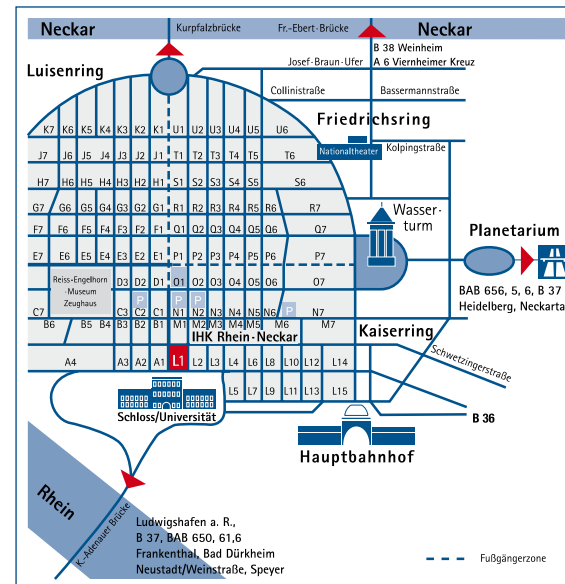 Neckar
Kurpfalzbrücke
Fr.-Ebert-Brücke
Neckar
B 38 Weinheim
A 6 Viernheimer Kreuz
Luisenring
Josef-Braun-Ufer
Collinistraße
Bassermannstraße
Friedrichsring
K7 K6 K5 K4 K3 K2 K1 U1 U2 U3 U4 U5 U6
Nationaltheater
Kolpingstraße
J7 J6 J5 J4 J3 J2 J1 T1 T2 T3 T4 T5 T6
H7 H6 H5 H4 H3 H2 H1 S1 S2 S3 S4 S5 S6
G7 G6 G5 G4 G3 G2 G1 R1 R2 R3 R4 R5 R6 R7
Wasser-
turm
F7 F6 F5 F4 F3 F2 F1 Q1 Q2 Q3 Q4 Q5 Q6 Q7
Planetarium
E7 E6 E5 E4 E3 E2 E1 P1 P2 P3 P4 P5 P6 P7
Reiss-Engelhorn
-Museum
Zeughaus
D3 D2 D1 O1 O2 O3 O4 O5 O6 O7
BAB 656, 5, 6, B 37
Heidelberg, Neckarta
P P P P
C7 C3 C2 C1 N1 N2 N3 N4 N5 N6 N7
B6 B5 B4 B3 B2 B1 M1 M2 M3 M4 M5 M6 M7
Kaiserring
IHK Rhein-Neckar
Schwetzingerstraße
A4 A3 A2 A1 L1 L2 L3 L4 L6 L8 L10 L12 L14
L5 L7 L9 L11 L13 L15
Schloss/Universität
B 36
Hauptbahnhof
Rhein
K.-Adenauer Brücke
Ludwigshafen a. R.,
B 37, BAB 650, 61,6
Frankenthal, Bad Dürkheim
Neustadt/Weinstraße, Speyer
Fußgängerzone